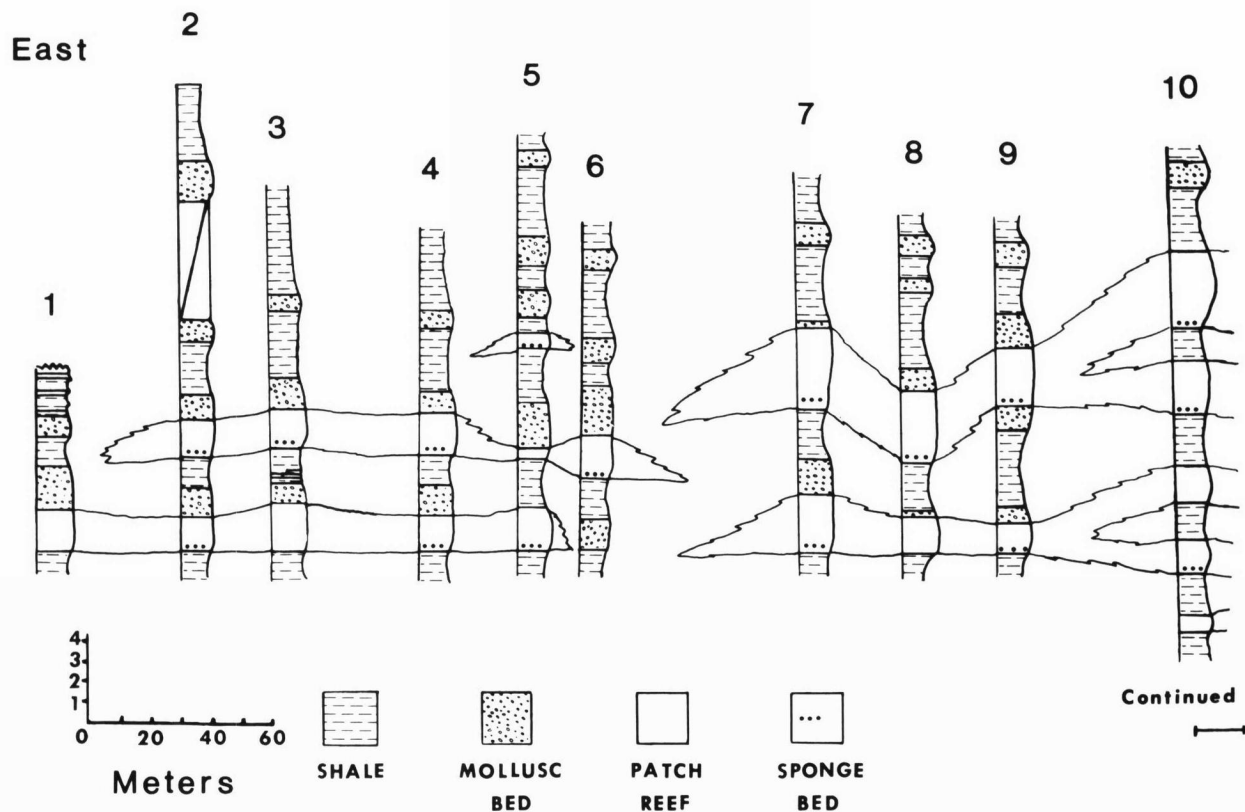 East
1
2
3
4
5
6
7
8
9
10
4
3
2
1
0 20 40 60
Meters
SHALE
MOLLUSC BED
PATCH REEF
SPONGE BED
Continued